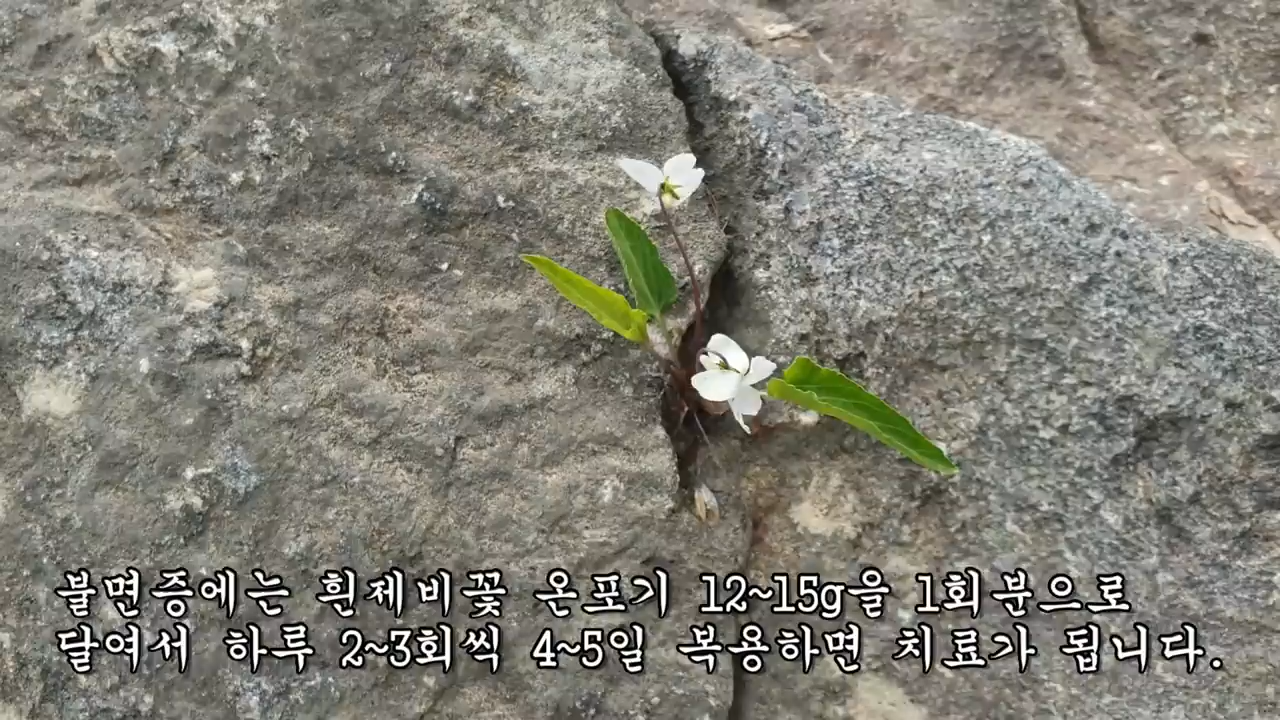 불면증에는 흰제비꽃 온포기 12~15g을 1회분으로
달여서 하루 2~3회씩 4~5일 복용하면 치료가 됩니다.